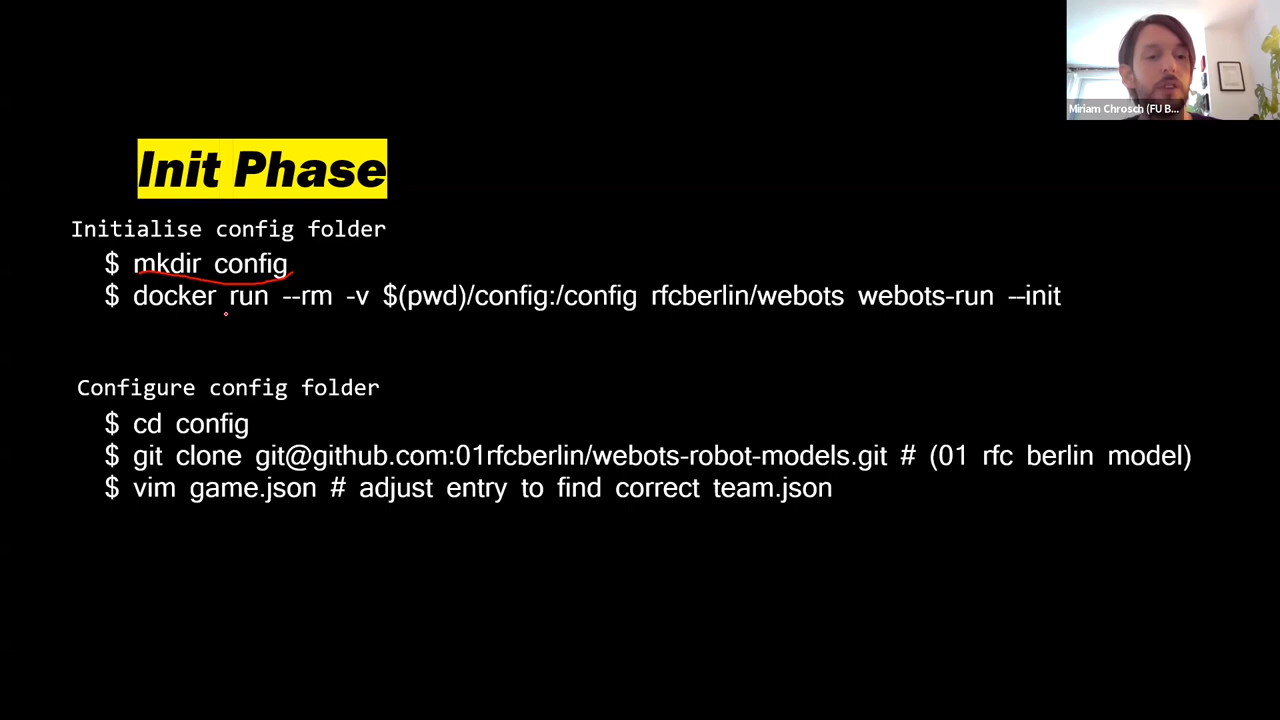 Miriam Chrosch (FU B...
Init Phase
Initialise config folder
$ mkdir config
$ docker run --rm -v $(pwd)/config:/config rfcberlin/webots webots-run --init
Configure config folder
$ cd config
$ git clone git@github.com:01rfcberlin/webots-robot-models.git # (01 rfc berlin model)
$ vim game.json # adjust entry to find correct team.json